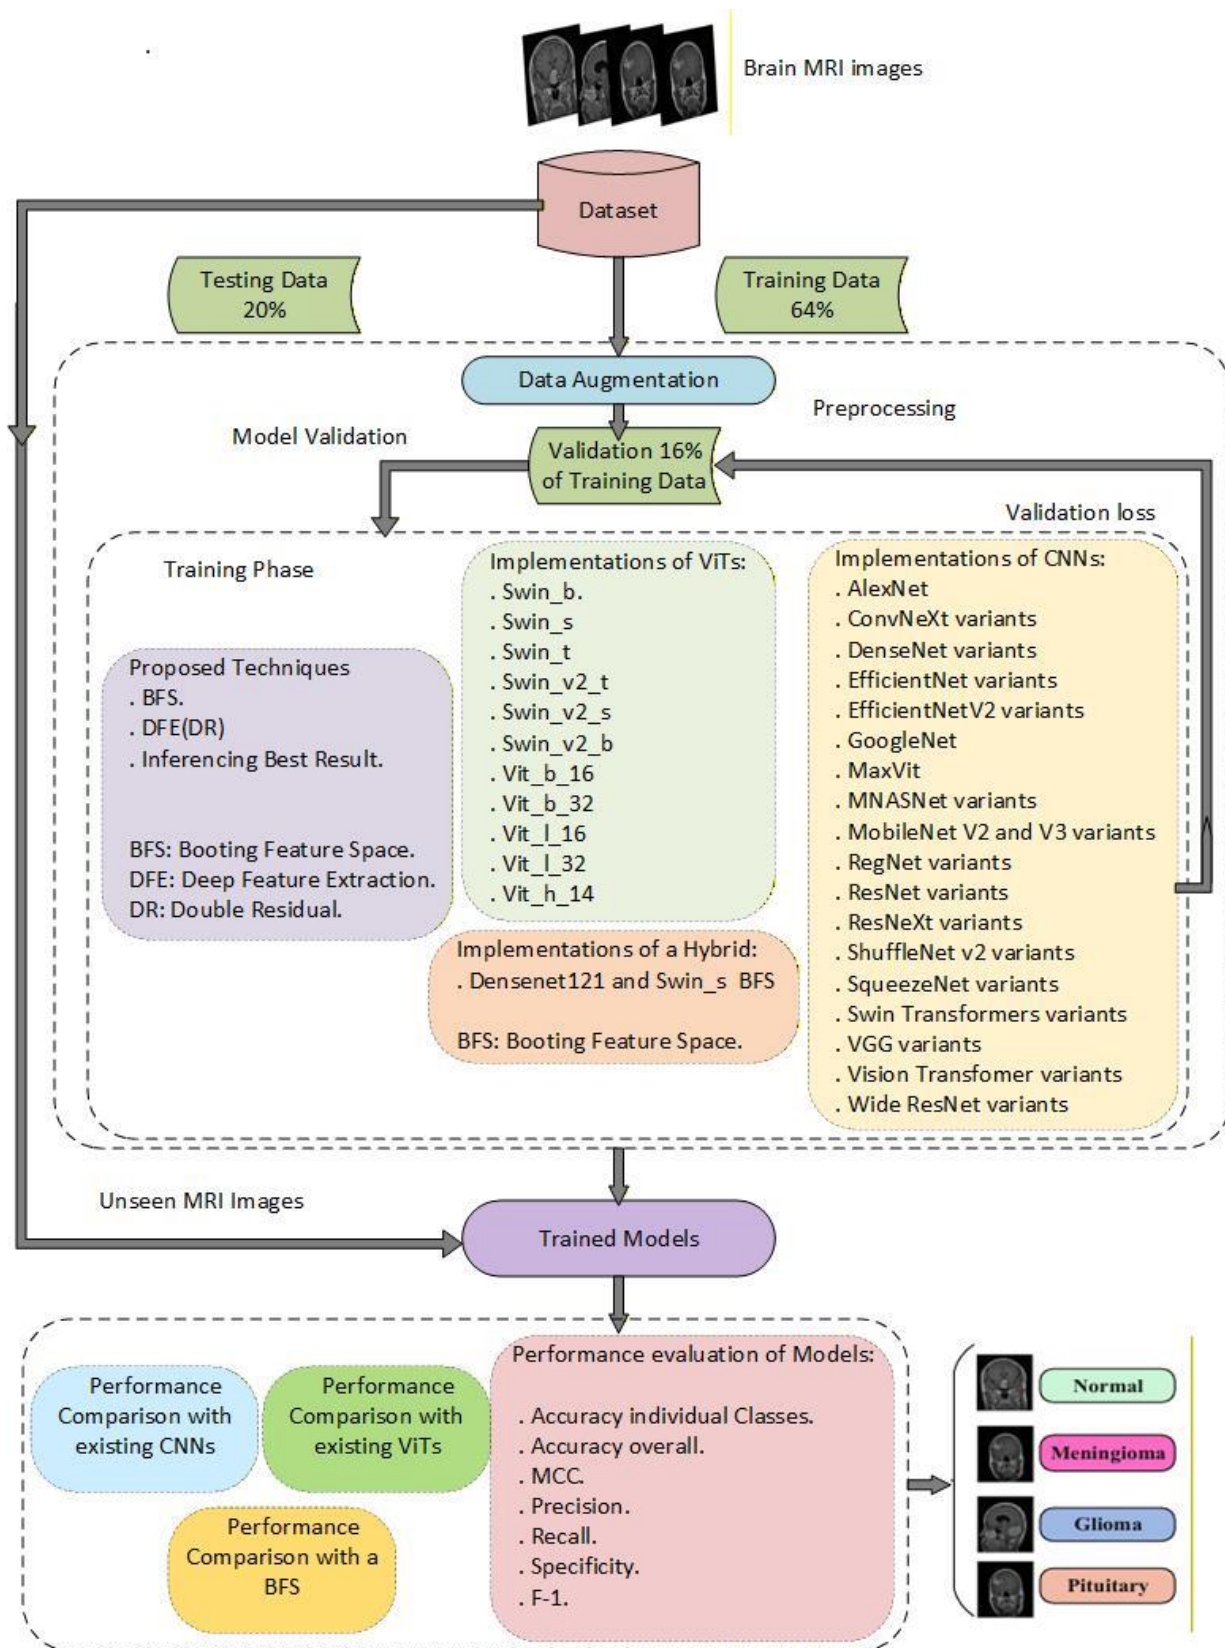 Brain MRI images
Dataset
Testing Data
20%
Training Data
64%
Data Augmentation
Preprocessing
Model Validation
Validation 16%
of Training Data
Validation loss
Training Phase
Proposed Techniques
. BFS.
. DFE(DR)
. Inferencing Best Result.
BFS: Booting Feature Space.
DFE: Deep Feature Extraction.
DR: Double Residual.
Implementations of ViTs:
. Swin_b.
. Swin_s
. Swin_t
. Swin_v2_t
. Swin_v2_s
. Swin_v2_b
. Vit_b_16
. Vit_b_32
. Vit_l_16
. Vit_l_32
. Vit_h_14
Implementations of a Hybrid:
. Densenet121 and Swin_s BFS
BFS: Booting Feature Space.
Implementations of CNNs:
. AlexNet
. ConvNeXt variants
. DenseNet variants
. EfficientNet variants
. EfficientNetV2 variants
. GoogleNet
. MaxVit
. MNASNet variants
. MobileNet V2 and V3 variants
. RegNet variants
. ResNet variants
. ResNeXt variants
. ShuffleNet v2 variants
. SqueezeNet variants
. Swin Transformers variants
. VGG variants
. Vision Transfomer variants
. Wide ResNet variants
Unseen MRI Images
Trained Models
Performance
Comparison with
existing CNNs
Performance
Comparison with
existing ViTs
Performance
Comparison with a
BFS
Performance evaluation of Models:
. Accuracy individual Classes.
. Accuracy overall.
. MCC.
. Precision.
. Recall.
. Specificity.
. F-1.
Normal
Meningioma
Glioma
Pituitary